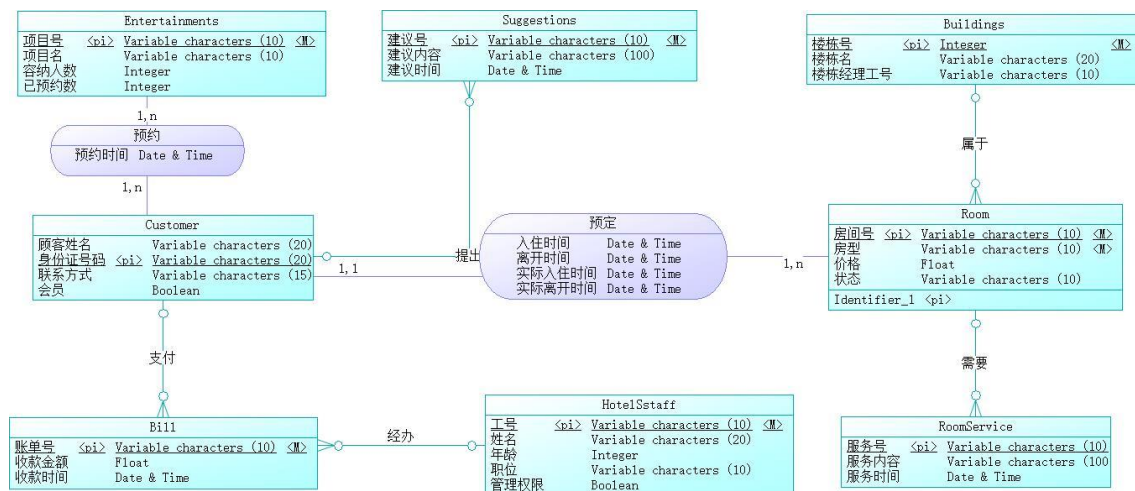 Entertainments
项目号 <pi> Variable characters (10) <M>
项目名 Variable characters (10)
容纳人数 Integer
已预约数 Integer
Suggestions
建议号 <pi> Variable characters (10) <M>
建议内容 Variable characters (100)
建议时间 Date & Time
Buildings
楼栋号 <pi> Integer <M>
楼栋名 Variable characters (20)
楼栋经理工号 Variable characters (10)
1,n
预约
预约时间 Date & Time
1,n
属于
Customer
顾客姓名 Variable characters (20)
身份证号码 <pi> Variable characters (20)
联系方式 Variable characters (15)
会员 Boolean
提出
1,1
预定
入住时间 Date & Time
离开时间 Date & Time
实际入住时间 Date & Time
实际离开时间 Date & Time
1,n
Room
房间号 <pi> Variable characters (10) <M>
房型 Variable characters (10) <M>
价格 Float
状态 Variable characters (10)
Identifier_1 <pi>
支付
需要
Bill
账单号 <pi> Variable characters (10) <M>
收款金额 Float
收款时间 Date & Time
经办
HotelSstaff
工号 <pi> Variable characters (10) <M>
姓名 Variable characters (20)
年龄 Integer
职位 Variable characters (10)
管理权限 Boolean
RoomService
服务号 <pi> Variable characters (10)
服务内容 Variable characters (100
服务时间 Date & Time